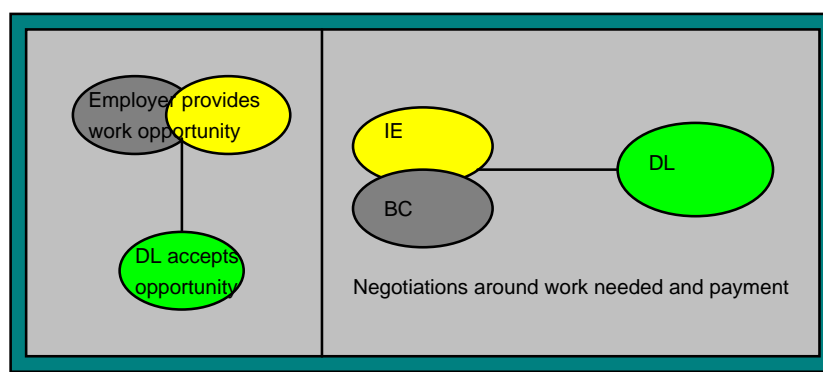 Employer provides
work opportunity
DL accepts
opportunity
IE
BC
DL
Negotiations around work needed and payment